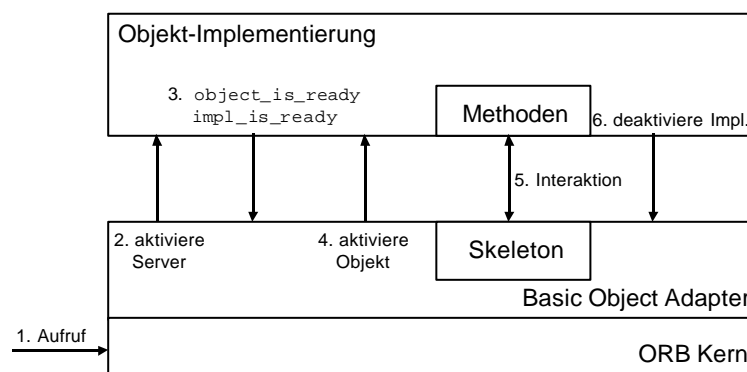 Objekt-Implementierung
3. object_is_ready
impl_is_ready
Methoden
6. deaktiviere Impl.
5. Interaktion
2. aktiviere
Server
4. aktiviere
Objekt
Skeleton
Basic Object Adapter
1. Aufruf
ORB Kern